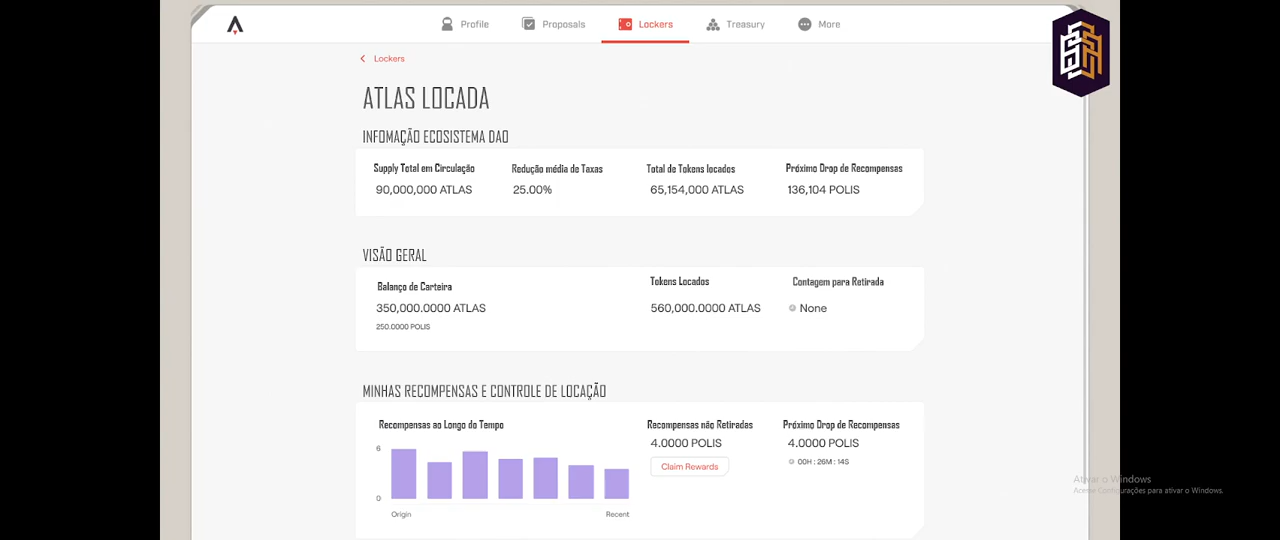 Profile
Proposals
Lockers
Treasury
More
Lockers
ATLAS LOCADA
INFOMAÇÃO ECOSISTEMA DAO
Supply Total em Circulação
Redução média de Taxas
Total de Tokens locados
Próximo Drop de Recompensas
90,000,000 ATLAS
25.00%
65,154,000 ATLAS
136,104 POLIS
VISÃO GERAL
Balanço de Carteira
Tokens Locados
Contagem para Retirada
350,000.0000 ATLAS
560,000.0000 ATLAS
None
250.0000 POLIS
MINHAS RECOMPENSAS E CONTROLE DE LOCAÇÃO
Recompensas ao Longo do Tempo
Recompensas não Retiradas
Próximo Drop de Recompensas
4.0000 POLIS
4.0000 POLIS
6
Claim Rewards
00H : 26M : 14S
0
Origin
Recent
Ativar o Windows
Acesse Configurações para ativar o Windows.